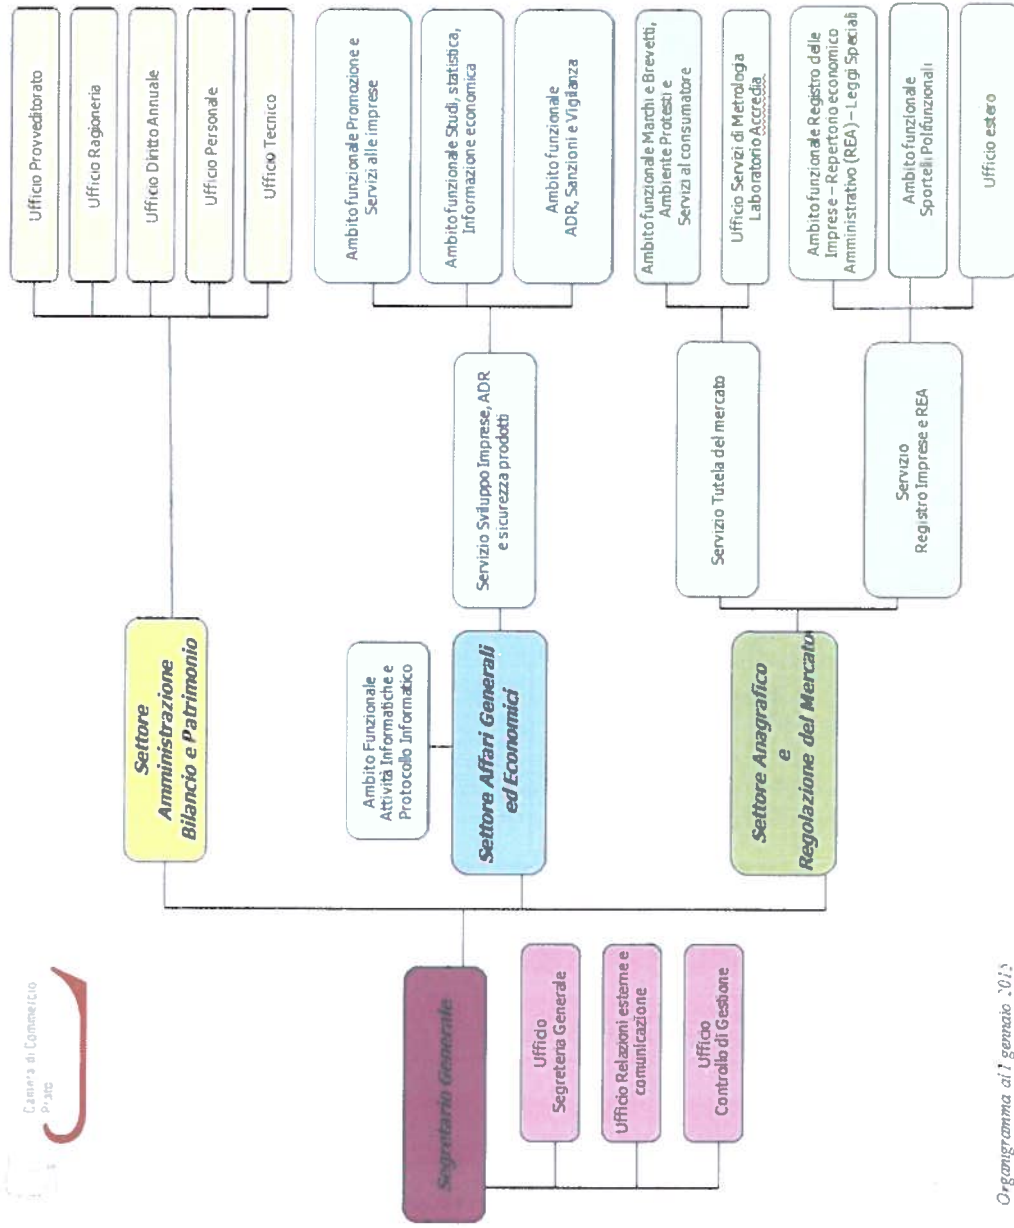 Camera di Commercio
Prato
Segretario Generale
Ufficio
Segreteria Generale
Ufficio Relazioni esterne e
comunicazione
Ufficio
Controllo di Gestione
Settore
Amministrazione
Bilancio e Patrimonio
Ufficio Provveditorato
Ufficio Ragioneria
Ufficio Diritto Annuale
Ufficio Personale
Ufficio Tecnico
Ambito Funzionale
Attività Informatiche e
Protocollo Informatico
Settore Affari Generali
ed Economici
Servizio Sviluppo Imprese, ADR
e sicurezza prodotti
Ambito funzionale Promozione e
Servizi alle imprese
Ambito funzionale Studi, statistica,
Informazione economica
Ambito funzionale
ADR, Sanzioni e Vigilanza
Settore Anagrafico
e
Regolazione del Mercato
Servizio Tutela del mercato
Ambito funzionale Marchi e Brevetti,
Ambiente Protesti e
Servizi al consumatore
Ufficio Servizi di Metrologia
Laboratorio Accredia
Servizio
Registro Imprese e REA
Ambito funzionale Registro delle
Imprese – Repertorio economico
Amministrativo (REA) – Leggi Speciali
Ambito funzionale
Sportelli Polifunzionali
Ufficio estero
Organigramma al 1 gennaio